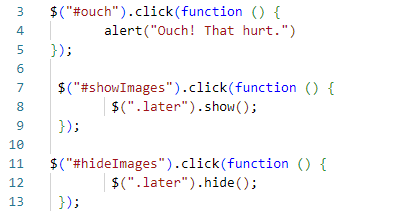 3 $("#ouch").click(function () {
4 alert("Ouch! That hurt.")
5 });
6
7 $("#showImages").click(function () {
8 $(".later").show();
9 });
10
11 $("#hideImages").click(function () {
12 $(".later").hide();
13 });